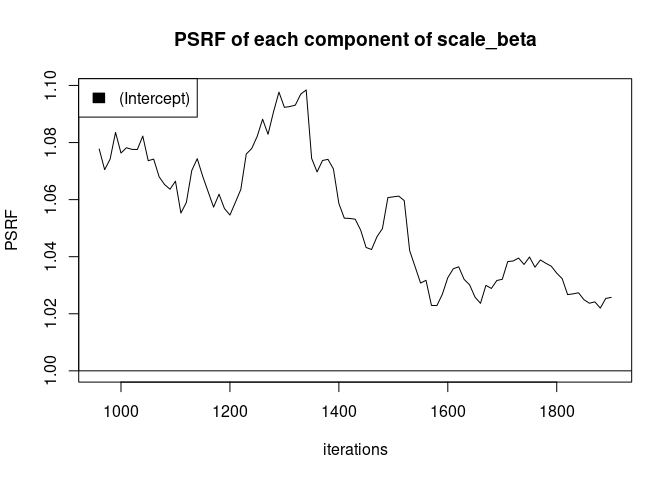 PSRF of each component of scale_beta
(Intercept)
PSRF
1.10
1.08
1.06
1.04
1.02
1.00
1000 1200 1400 1600 1800
iterations